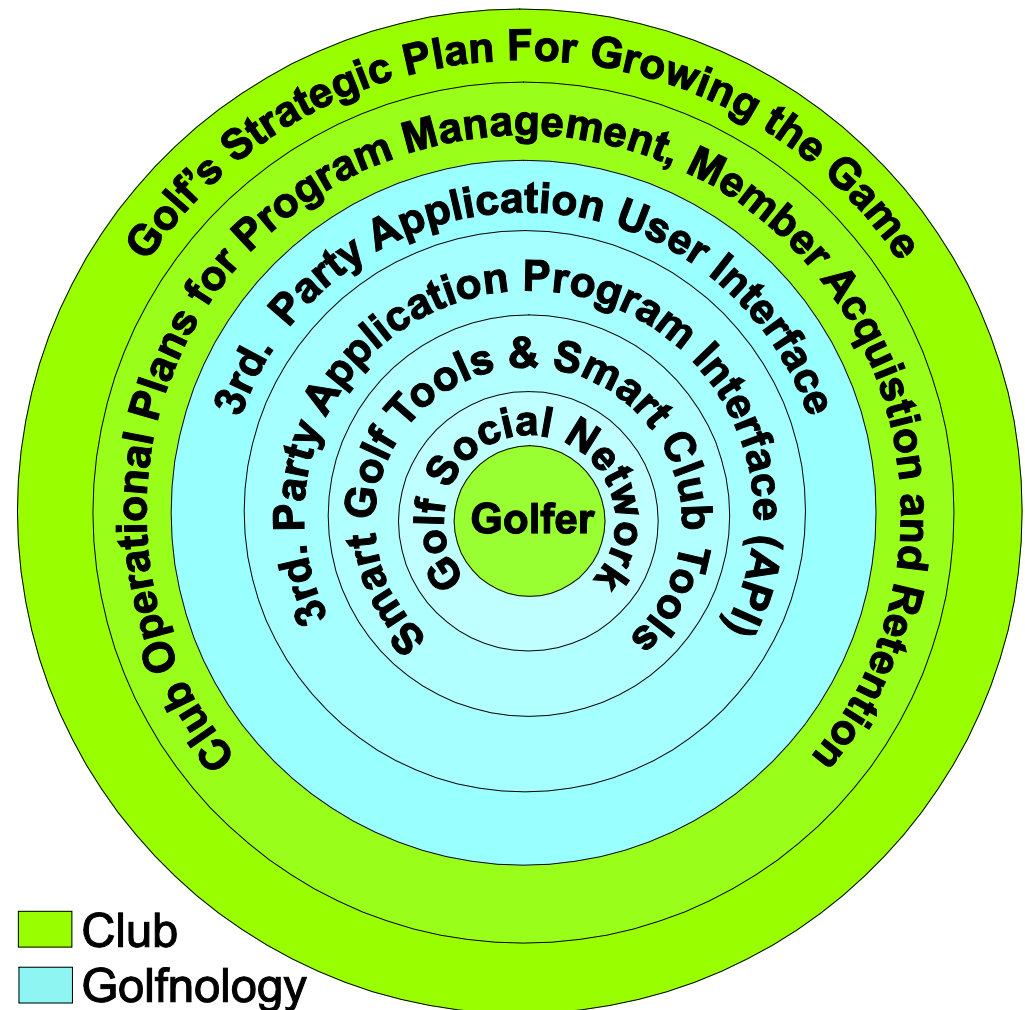 Golf's Strategic Plan For Growing the Game
Club Operational Plans for Program Management, Member Acquistion and Retention
3rd. Party Application User Interface
3rd. Party Application Program Interface (API)
Smart Golf Tools & Smart Club Tools
Golf Social Network
Golfer
Club
Golfnology